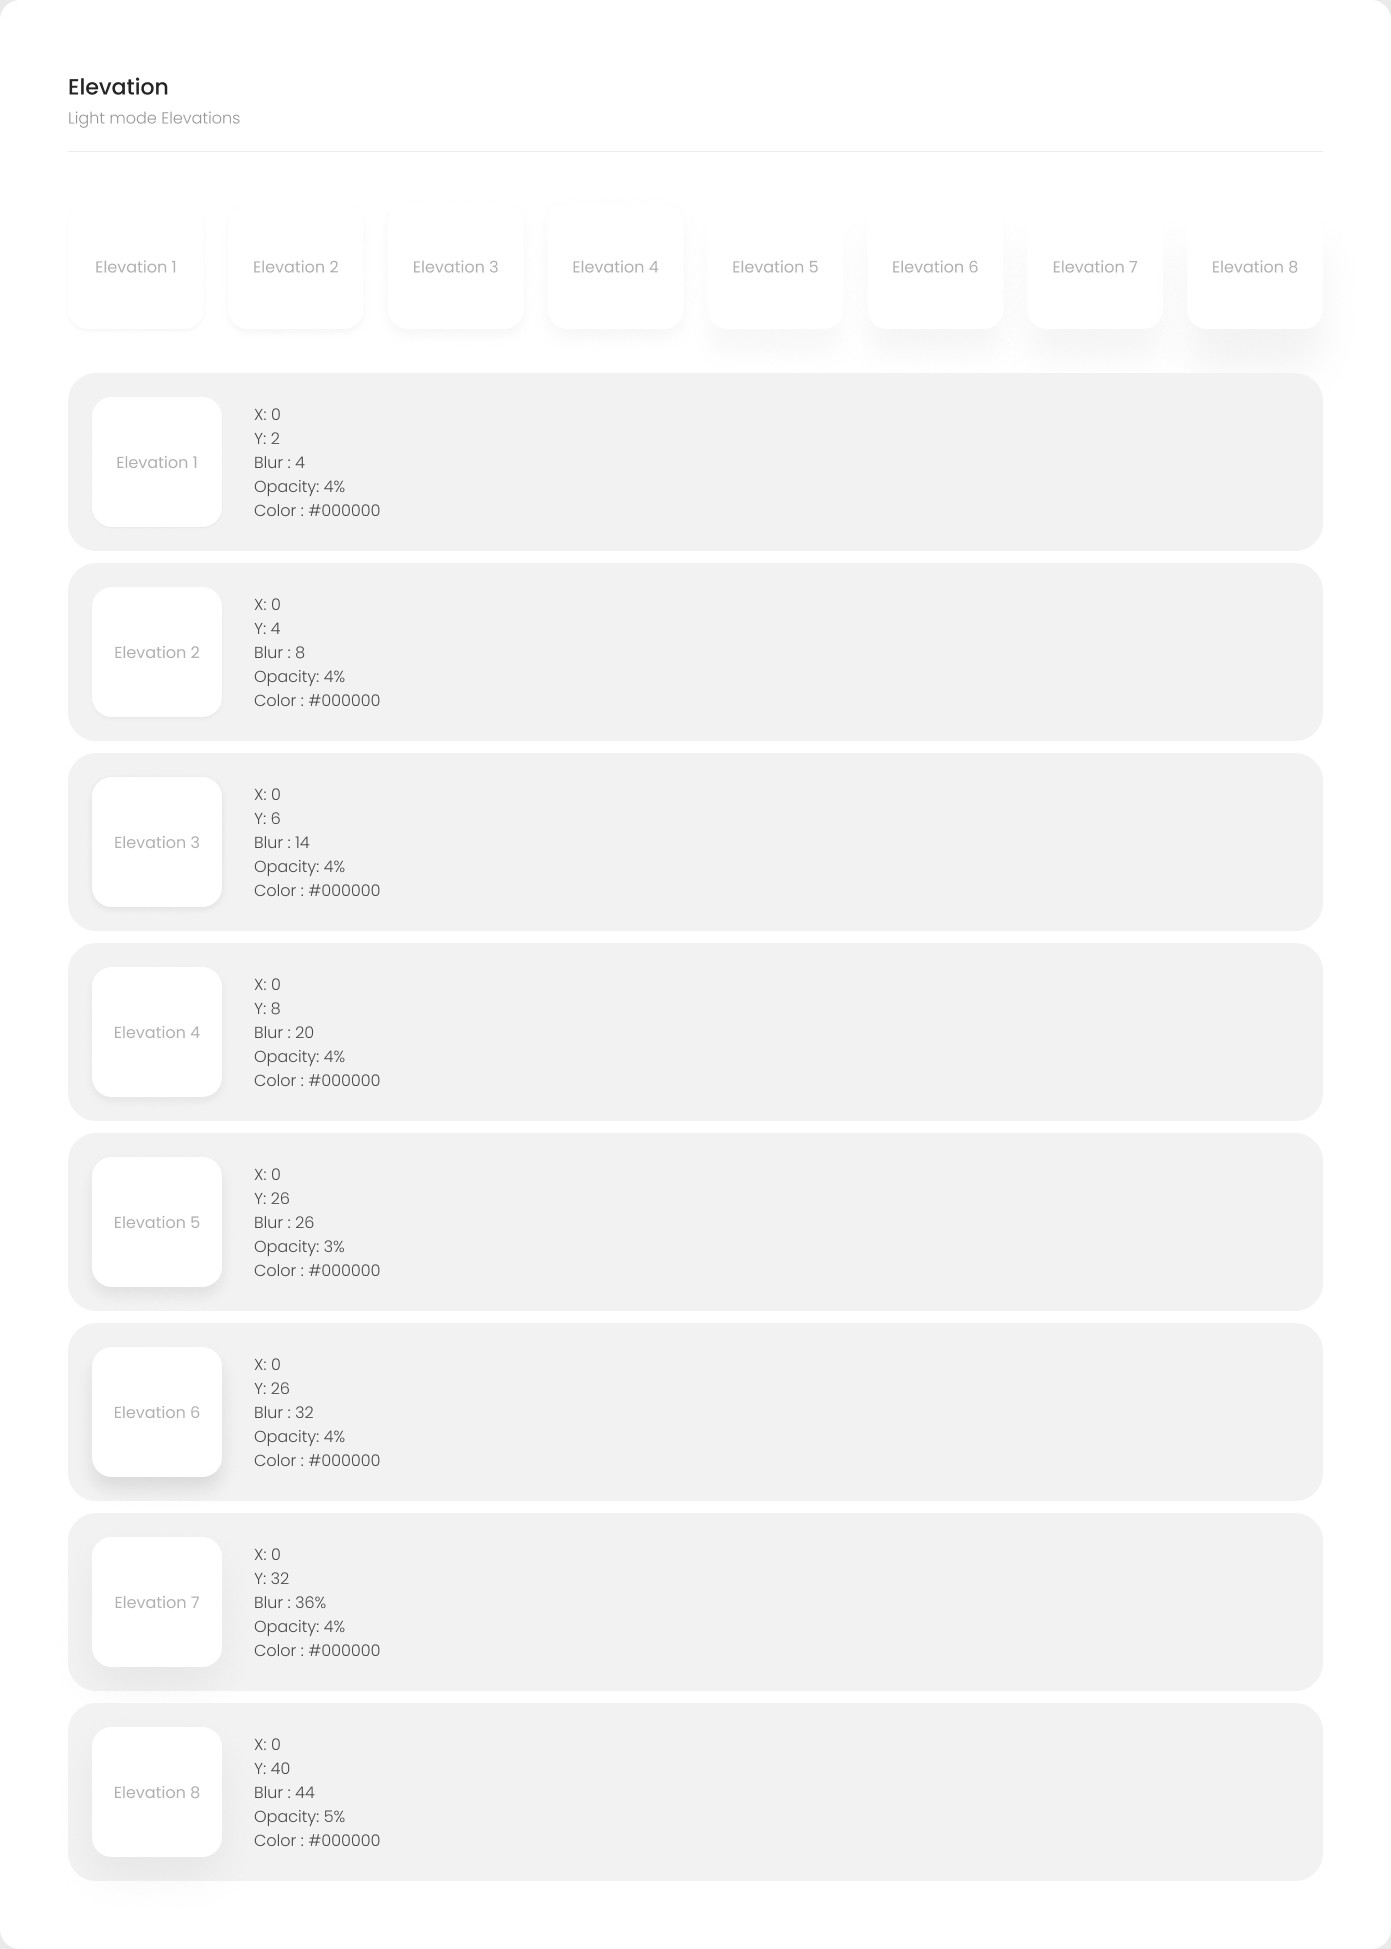 Elevation
Light mode Elevations
Elevation 1 Elevation 2 Elevation 3 Elevation 4 Elevation 5 Elevation 6 Elevation 7 Elevation 8
Elevation 1
X: 0
Y: 2
Blur : 4
Opacity: 4%
Color : #000000
Elevation 2
X: 0
Y: 4
Blur : 8
Opacity: 4%
Color : #000000
Elevation 3
X: 0
Y: 6
Blur : 14
Opacity: 4%
Color : #000000
Elevation 4
X: 0
Y: 8
Blur : 20
Opacity: 4%
Color : #000000
Elevation 5
X: 0
Y: 26
Blur : 26
Opacity: 3%
Color : #000000
Elevation 6
X: 0
Y: 26
Blur : 32
Opacity: 4%
Color : #000000
Elevation 7
X: 0
Y: 32
Blur : 36%
Opacity: 4%
Color : #000000
Elevation 8
X: 0
Y: 40
Blur : 44
Opacity: 5%
Color : #000000